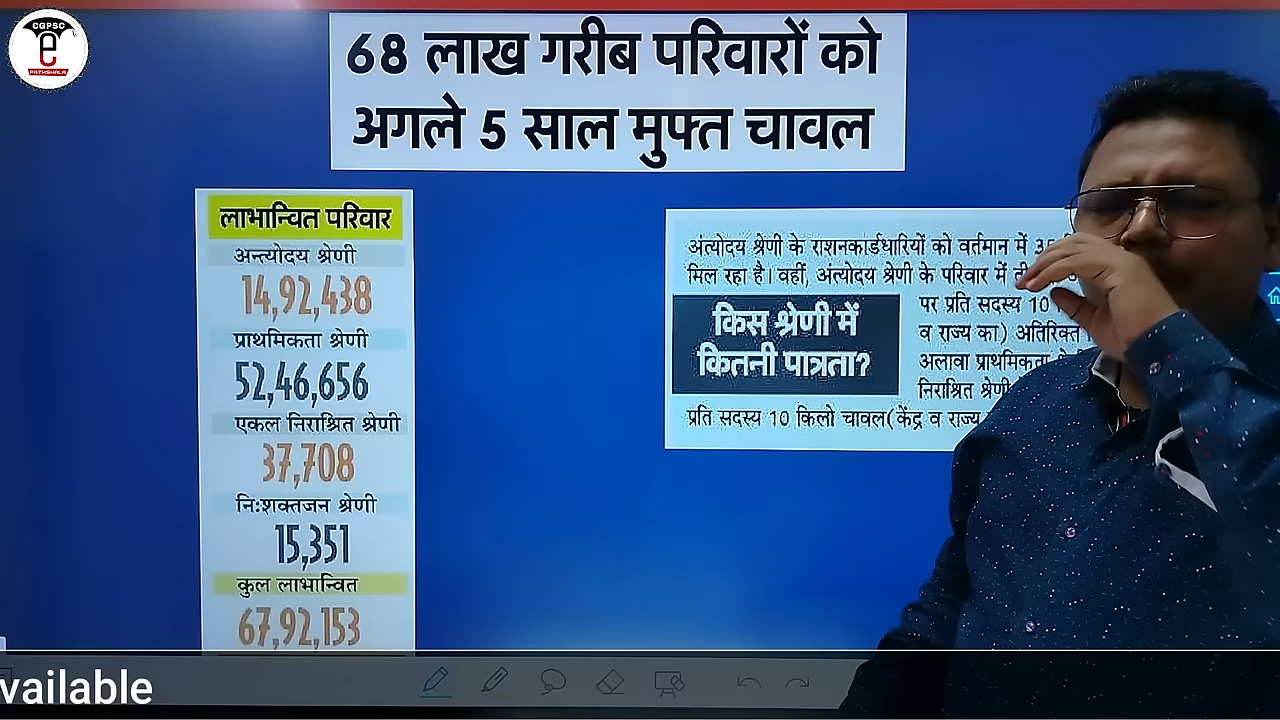 CGPSC
e
PATHSHALA
68 लाख गरीब परिवारों को
अगले 5 साल मुफ्त चावल
लाभान्वित परिवार
अन्त्योदय श्रेणी
14,92,438
प्राथमिकता श्रेणी
52,46,656
एकल निराश्रित श्रेणी
37,708
नि:शक्तजन श्रेणी
15,351
कुल लाभान्वित
67,92,153
अंत्योदय श्रेणी के राशनकार्डधारियों को वर्तमान में
मिल रहा है। वहीं, अंत्योदय श्रेणी के परिवार में
किस श्रेणी में
कितनी पात्रता?
पर प्रति सदस्य 10
व राज्य का) अतिरिक्त
अलावा प्राथमिकता
निराश्रित श्रेणी
प्रति सदस्य 10 किलो चावल(केंद्र व राज्य
vailable